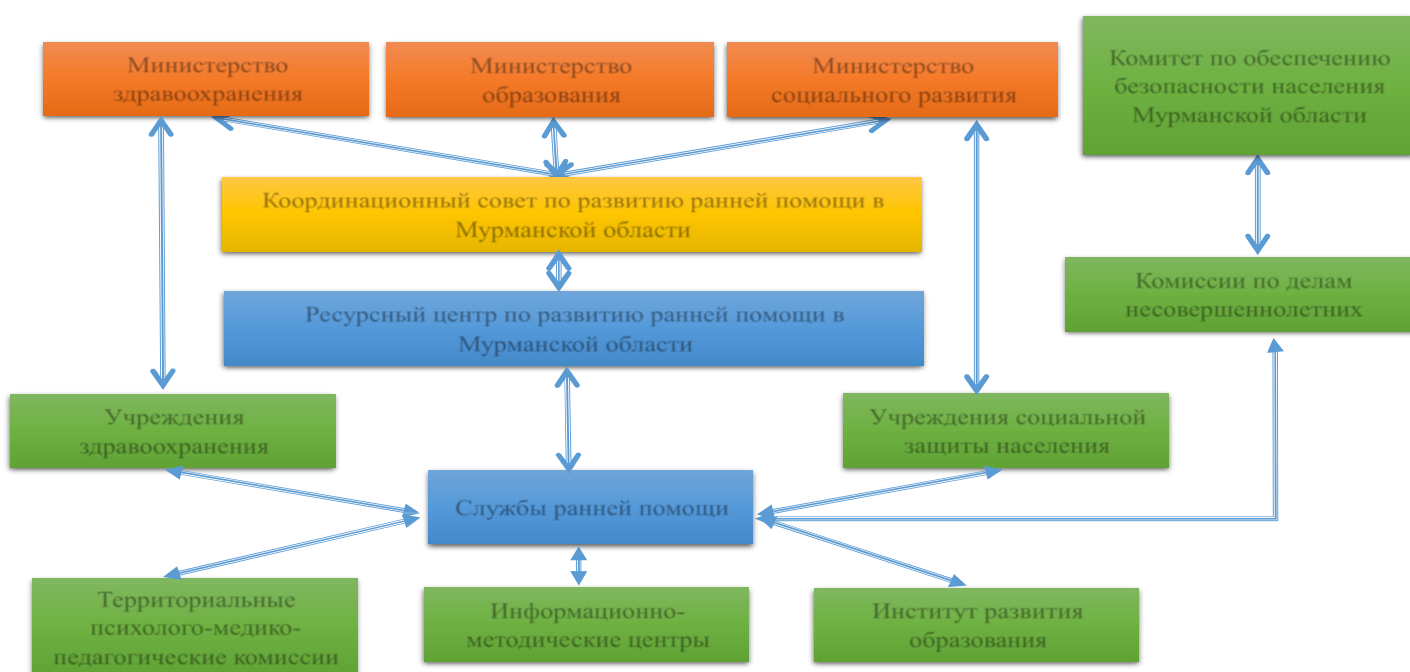 Министерство
здравоохранения
Министерство
образования
Министерство
социального развития
Комитет по обеспечению
безопасности населения
Мурманской области
Координационный совет по развитию ранней помощи в
Мурманской области
Комиссии по делам
несовершеннолетних
Ресурсный центр по развитию ранней помощи в
Мурманской области
Учреждения
здравоохранения
Учреждения социальной
защиты населения
Службы ранней помощи
Территориальные
психолого-медико-
педагогические комиссии
Информационно-
методические центры
Институт развития
образования